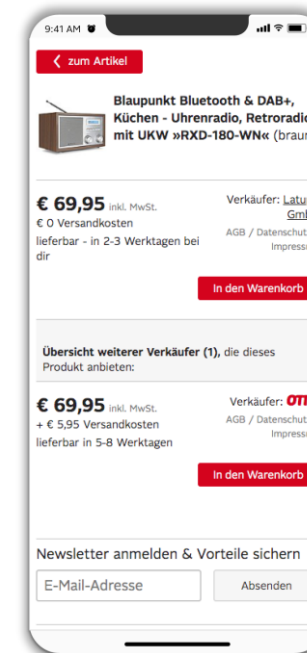 9:41 AM
zum Artikel
Blaupunkt Bluetooth & DAB+,
Küchen - Uhrenradio, Retroradio
mit UKW »RXD-180-WN« (braun
€ 69,95 inkl. MwSt.
€ 0 Versandkosten
lieferbar - in 2-3 Werktagen bei
dir
Verkäufer: Latu
Gmb
AGB / Datenschut
Impress
In den Warenkorb
Übersicht weiterer Verkäufer (1), die dieses
Produkt anbieten:
€ 69,95 inkl. MwSt.
+ € 5,95 Versandkosten
lieferbar in 5-8 Werktagen
Verkäufer: OTT
AGB / Datenschut
Impress
In den Warenkorb
Newsletter anmelden & Vorteile sichern
E-Mail-Adresse
Absenden